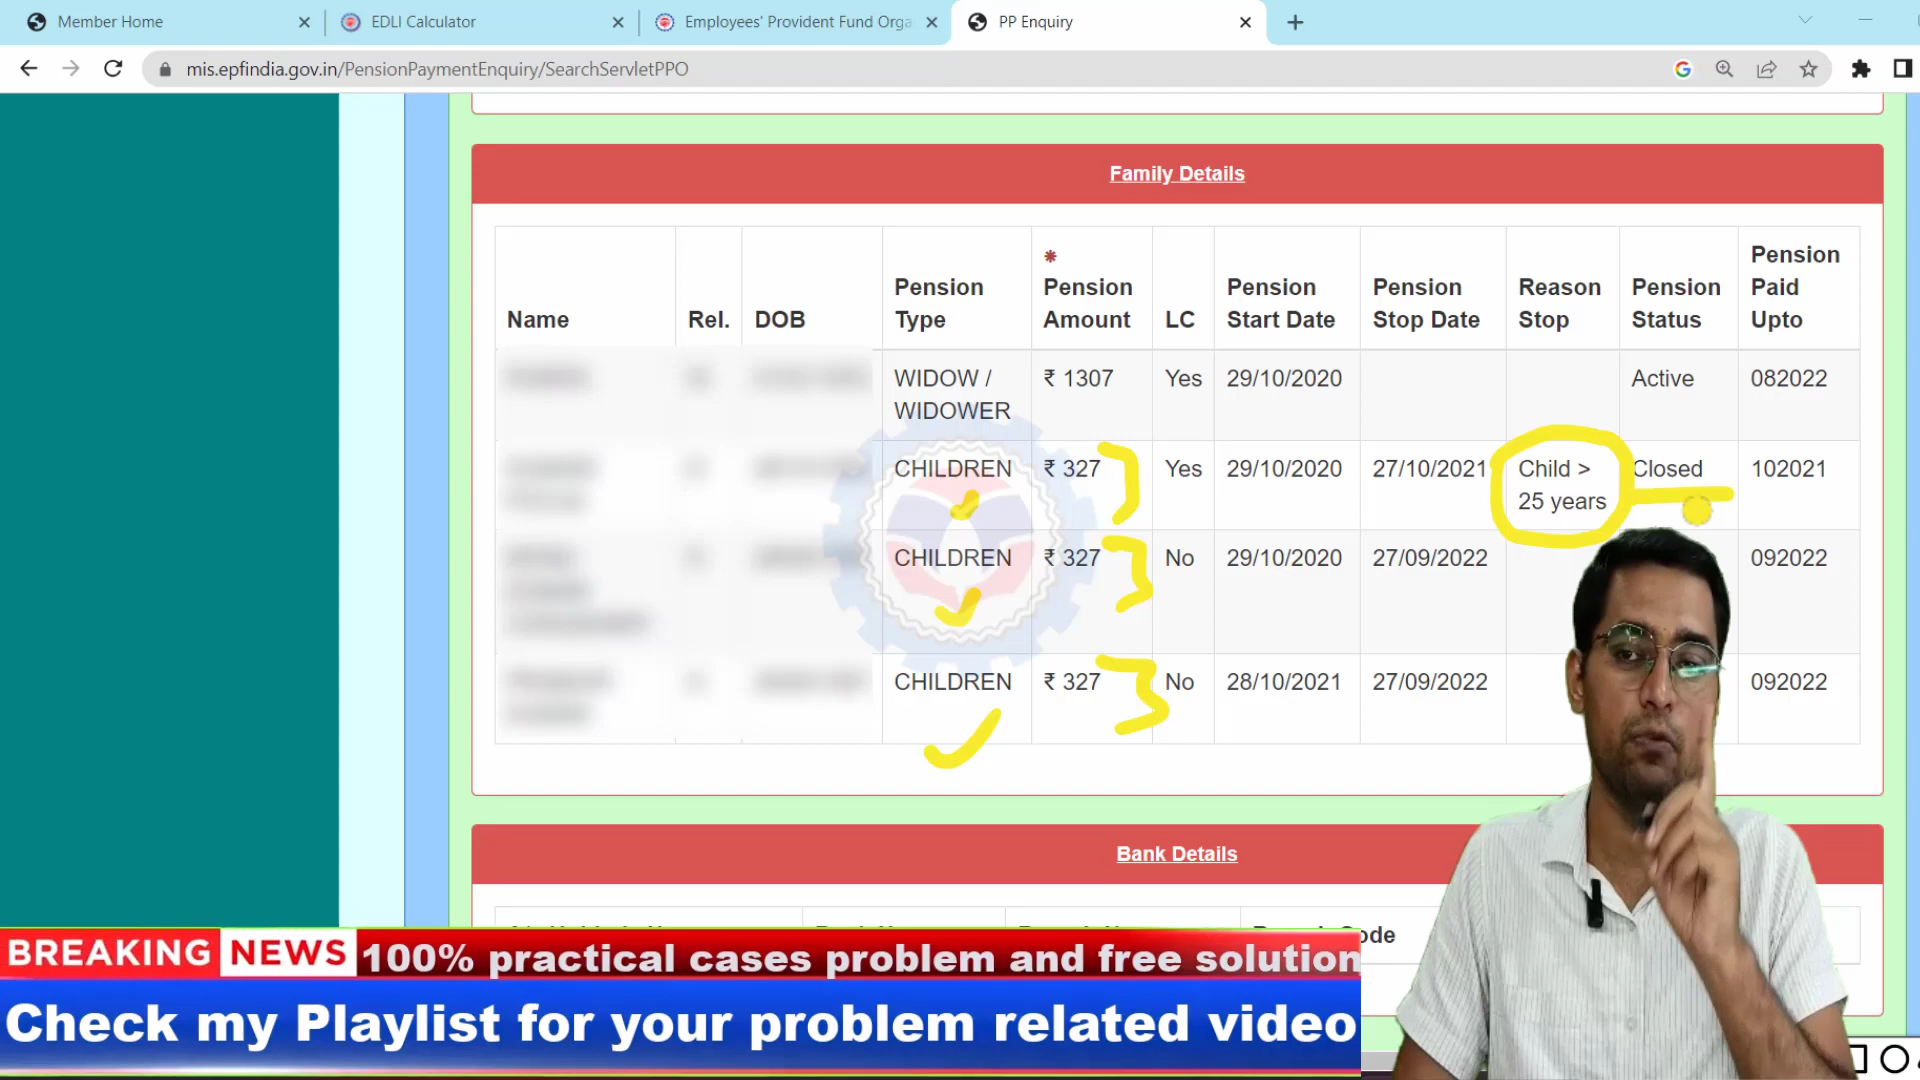 Member Home
EDLI Calculator
Employees' Provident Fund Orga
PP Enquiry
mis.epfindia.gov.in/PensionPaymentEnquiry/SearchServletPPO
Family Details
Name Rel. DOB Pension Type * Pension Amount LC Pension Start Date Pension Stop Date Reason Stop Pension Status Pension Paid Upto
WIDOW / WIDOWER ₹ 1307 Yes 29/10/2020 Active 082022
CHILDREN ₹ 327 Yes 29/10/2020 27/10/2021 Child > 25 years Closed 102021
CHILDREN ₹ 327 No 29/10/2020 27/09/2022 092022
CHILDREN ₹ 327 No 28/10/2021 27/09/2022 092022
Bank Details
BREAKING NEWS 100% practical cases problem and free solution
Check my Playlist for your problem related video